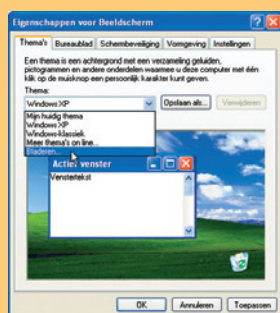 Eigenschappen voor Beeldscherm
Thema's Bureaublad Schermbeveiliging Vormgeving Instellingen
Een thema is een achtergrond met een verzameling geluiden,
pictogrammen en andere onderdelen waarmee u deze computer met één
klik de muisknop een persoonlijk karakter kunt geven.
Thema:
Windows XP Opslaan als... Verwijderen
Mijn huidig thema
Windows XP
Windows-klassiek
Meer thema's on line...
Bladeren...
Actief venster
Venstertekst
OK Annuleren Toepassen